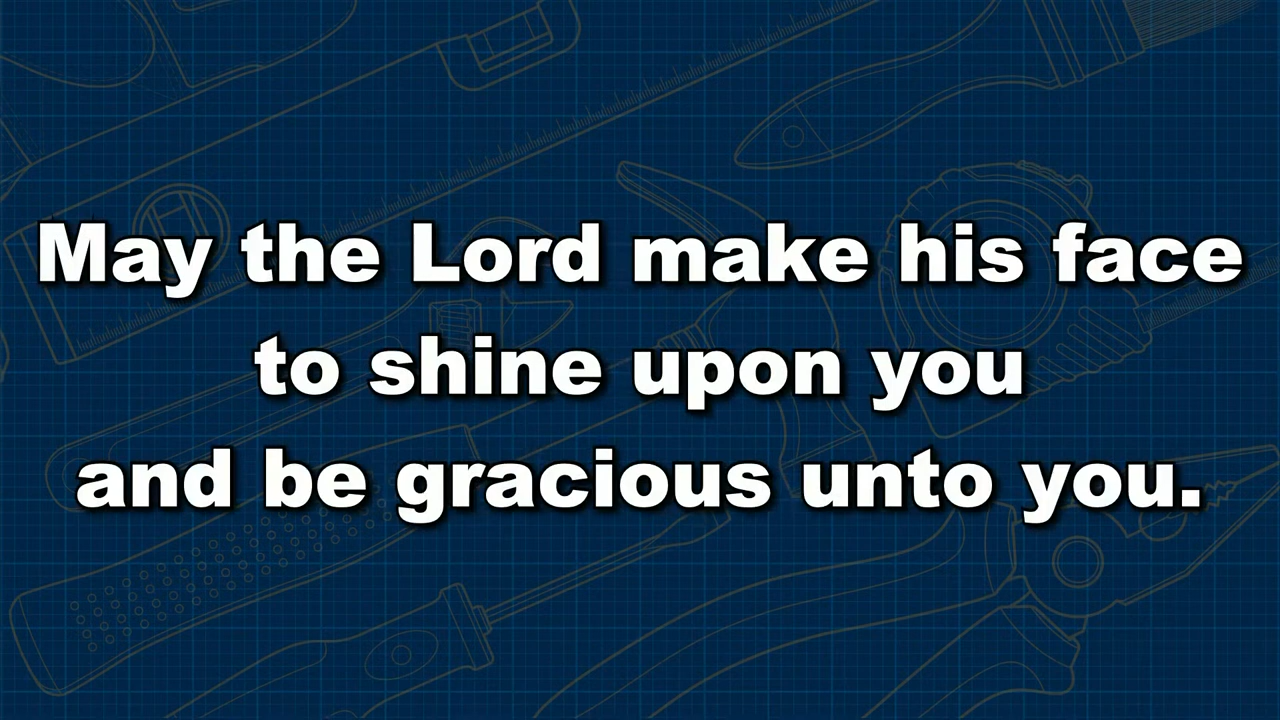 May the Lord make his face
to shine upon you
and be gracious unto you.